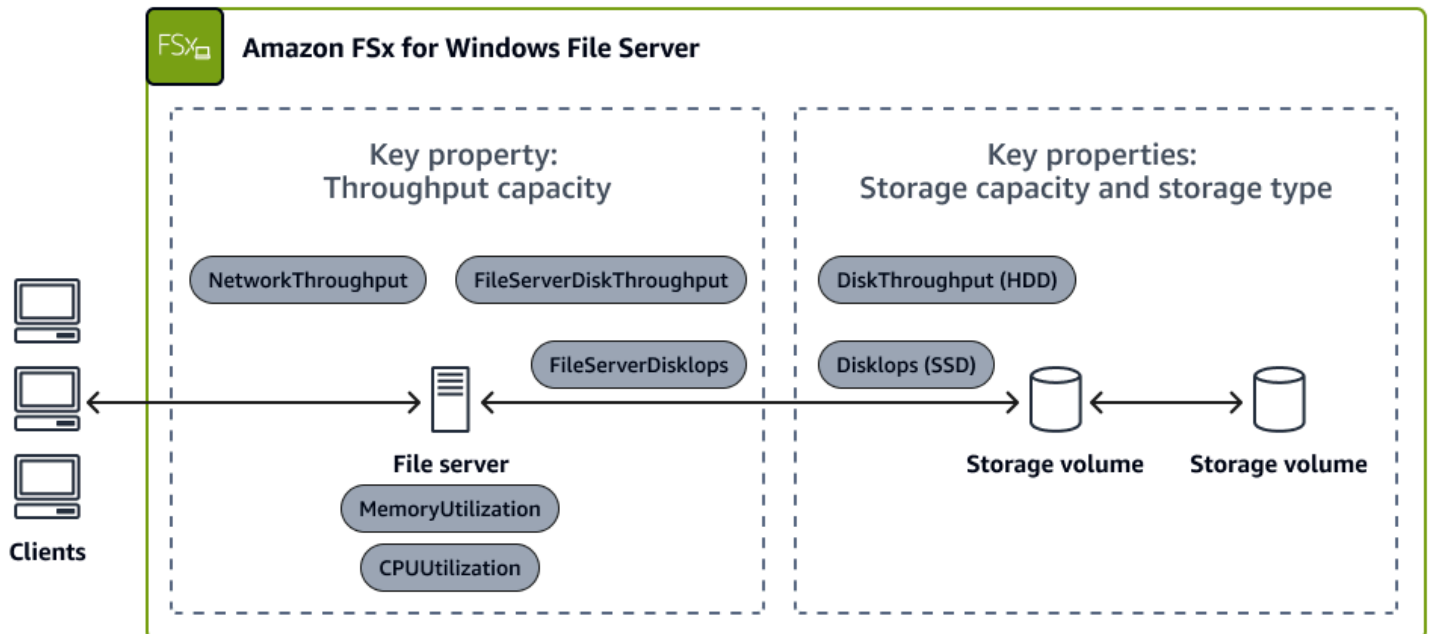 FSx
Amazon FSx for Windows File Server
Key property:
Throughput capacity
Key properties:
Storage capacity and storage type
NetworkThroughput
FileServerDiskThroughput
DiskThroughput (HDD)
FileServerDiskIops
DiskIops (SSD)
File server
Storage volume
Storage volume
MemoryUtilization
CPUUtilization
Clients